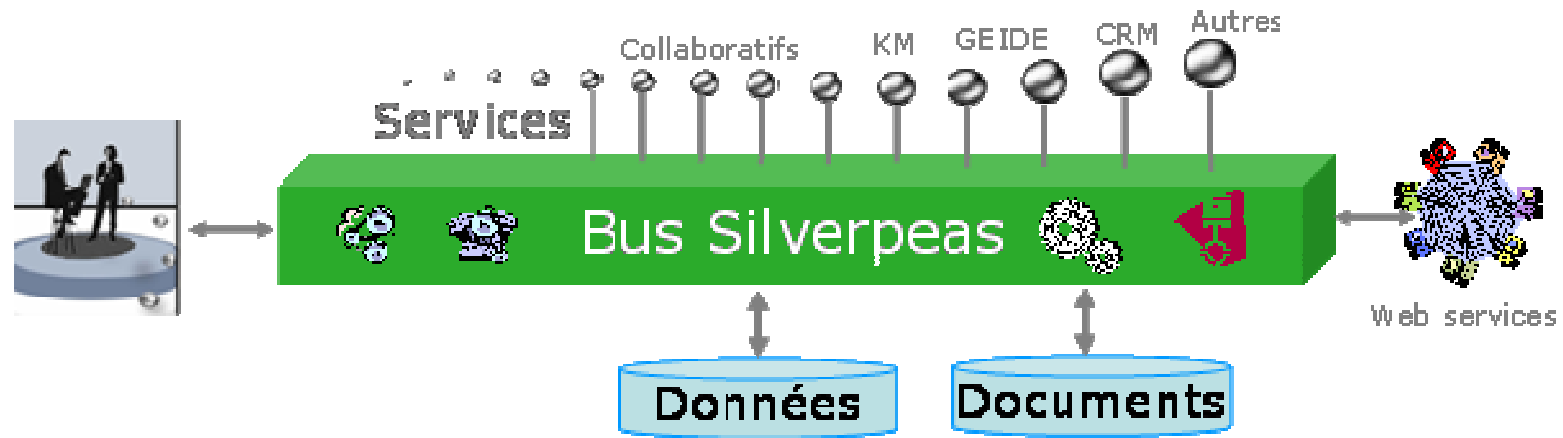 Autres
CRM
GEIDE
KM
Collaboratifs
Services
Bus Silverpeas
Web services
Données
Documents